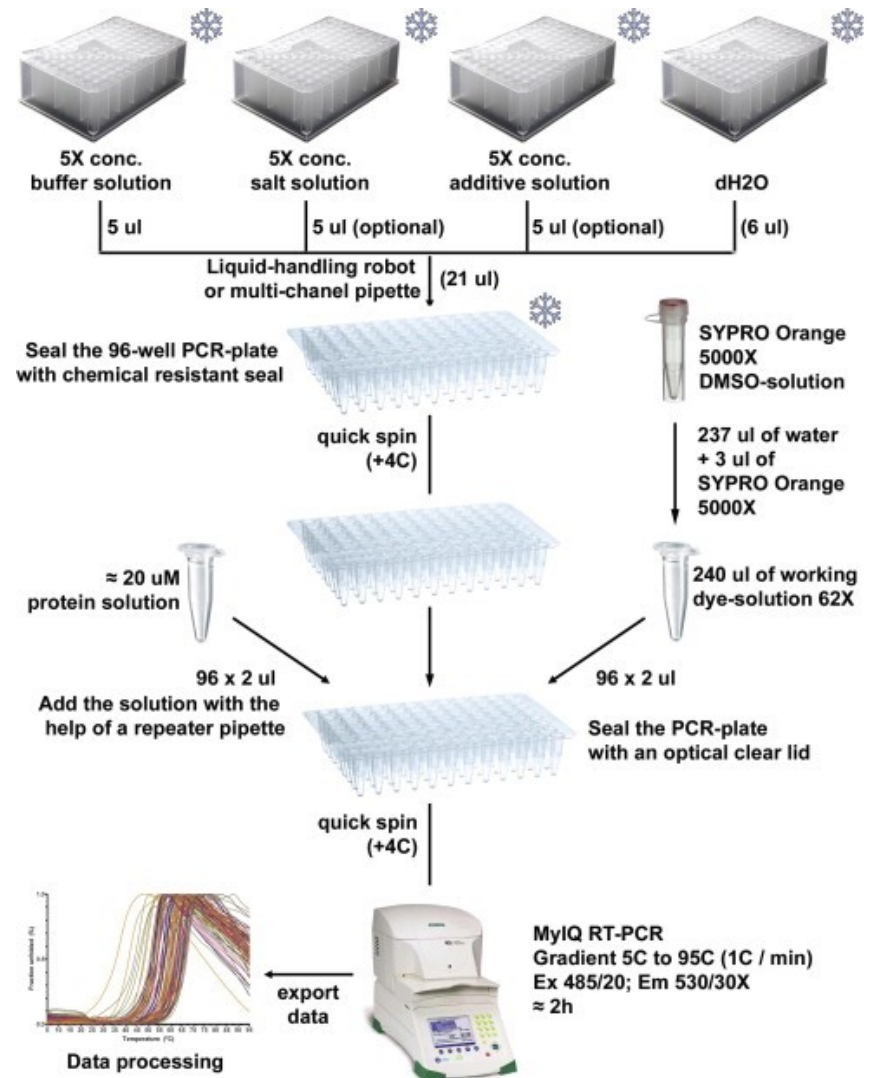 5X conc.
buffer solution
5X conc.
salt solution
5X conc.
additive solution
dH2O
5 ul
5 ul (optional)
5 ul (optional)
(6 ul)
Liquid-handling robot
or multi-chanel pipette
(21 ul)
Seal the 96-well PCR-plate
with chemical resistant seal
SYPRO Orange
5000X
DMSO-solution
quick spin
(+4C)
237 ul of water
+ 3 ul of
SYPRO Orange
5000X
≈ 20 uM
protein solution
240 ul of working
dye-solution 62X
96 x 2 ul
96 x 2 ul
Add the solution with the
help of a repeater pipette
Seal the PCR-plate
with an optical clear lid
quick spin
(+4C)
MyIQ RT-PCR
Gradient 5C to 95C (1C / min)
Ex 485/20; Em 530/30X
≈ 2h
export
data
Fraction unfolded (%)
Temperature (°C)
Data processing